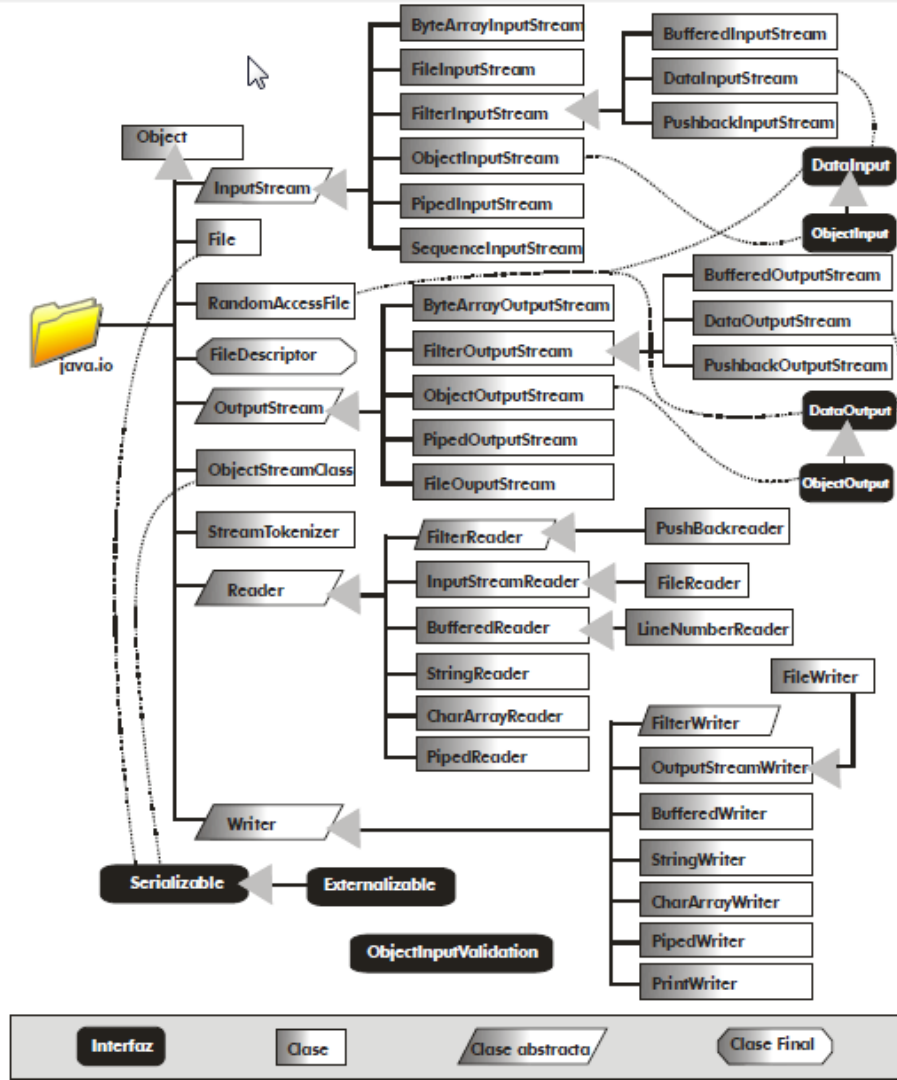 ByteArrayInputStream
FileInputStream
FilterInputStream
ObjectInputStream
PipedInputStream
SequenceInputStream
BufferedInputStream
DataInputStream
PushbackInputStream
DataInput
ObjectInput
Object
InputStream
File
RandomAccessFile
FileDescriptor
OutputStream
ObjectStreamClass
StreamTokenizer
Reader
Writer
java.io
ByteArrayOutputStream
FilterOutputStream
ObjectOutputStream
PipedOutputStream
FileOuputStream
BufferedOutputStream
DataOutputStream
PushbackOutputStream
DataOutput
ObjectOutput
FilterReader
InputStreamReader
BufferedReader
StringReader
CharArrayReader
PipedReader
PushBackreader
FileReader
LineNumberReader
FileWriter
FilterWriter
OutputStreamWriter
BufferedWriter
StringWriter
CharArrayWriter
PipedWriter
PrintWriter
Serializable
Externalizable
ObjectInputValidation
Interfaz
Clase
Clase abstracta
Clase Final